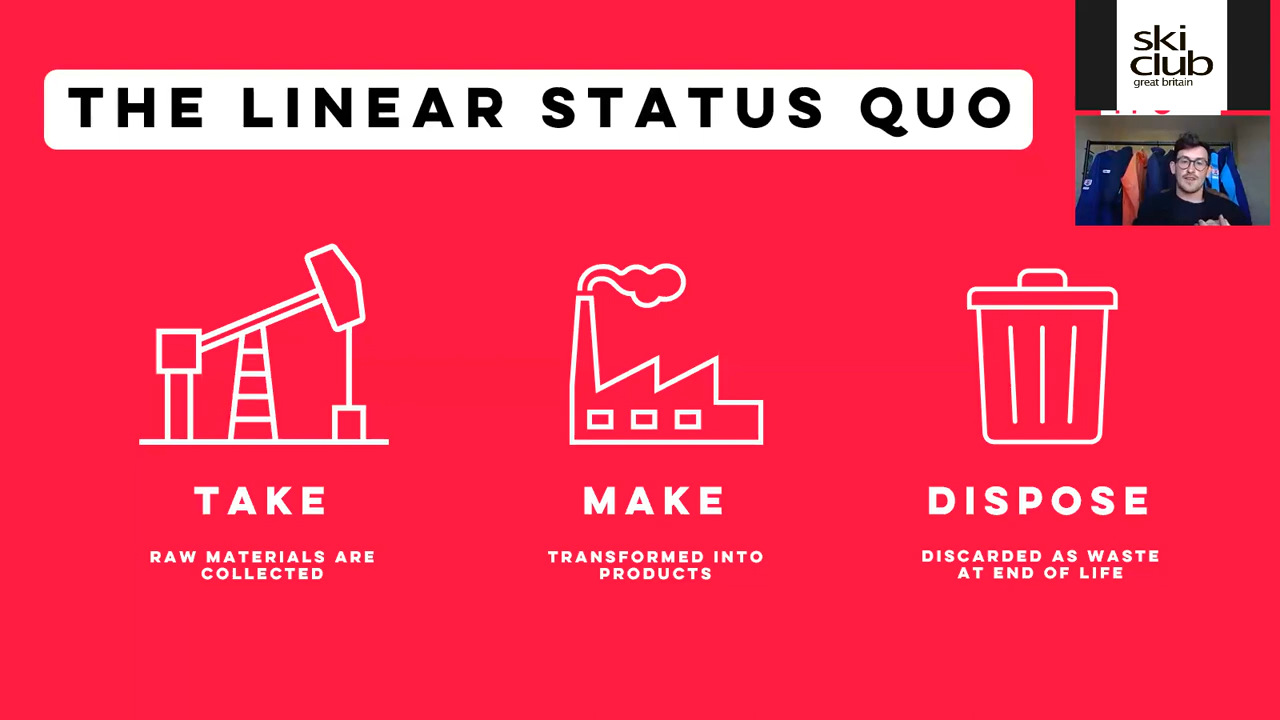 THE LINEAR STATUS QUO
ski
club
great britain
TAKE
RAW MATERIALS ARE
COLLECTED
MAKE
TRANSFORMED INTO
PRODUCTS
DISPOSE
DISCARDED AS WASTE
AT END OF LIFE